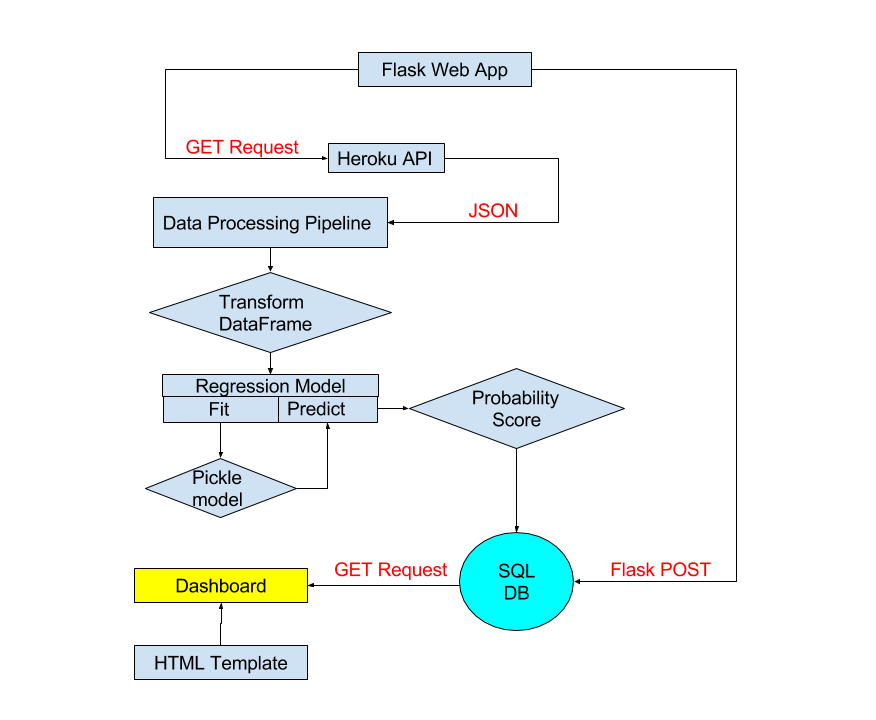 Flask Web App
GET Request
Heroku API
JSON
Data Processing Pipeline
Transform
DataFrame
Regression Model
Fit
Predict
Probability
Score
Pickle
model
GET Request
SQL
DB
Flask POST
Dashboard
HTML Template